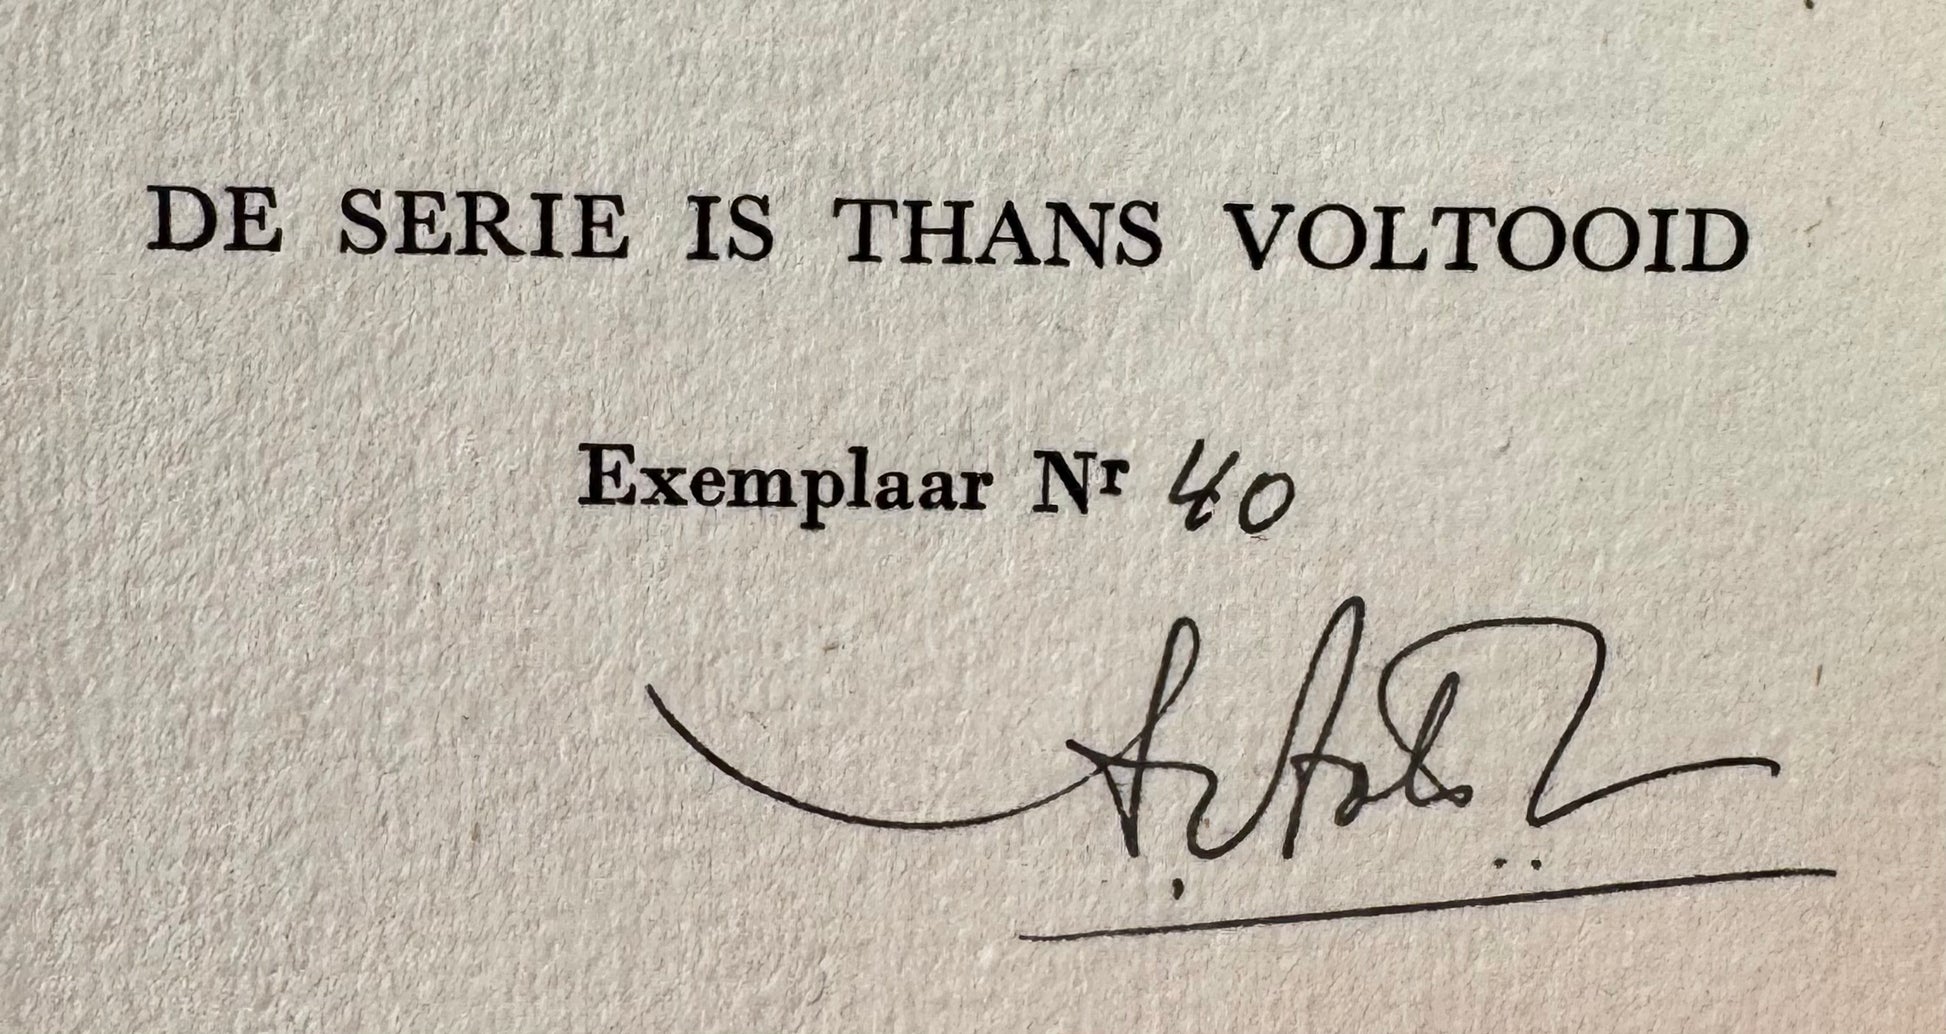 DE SERIE IS THANS VOLTOOID
Exemplaar Nr 40